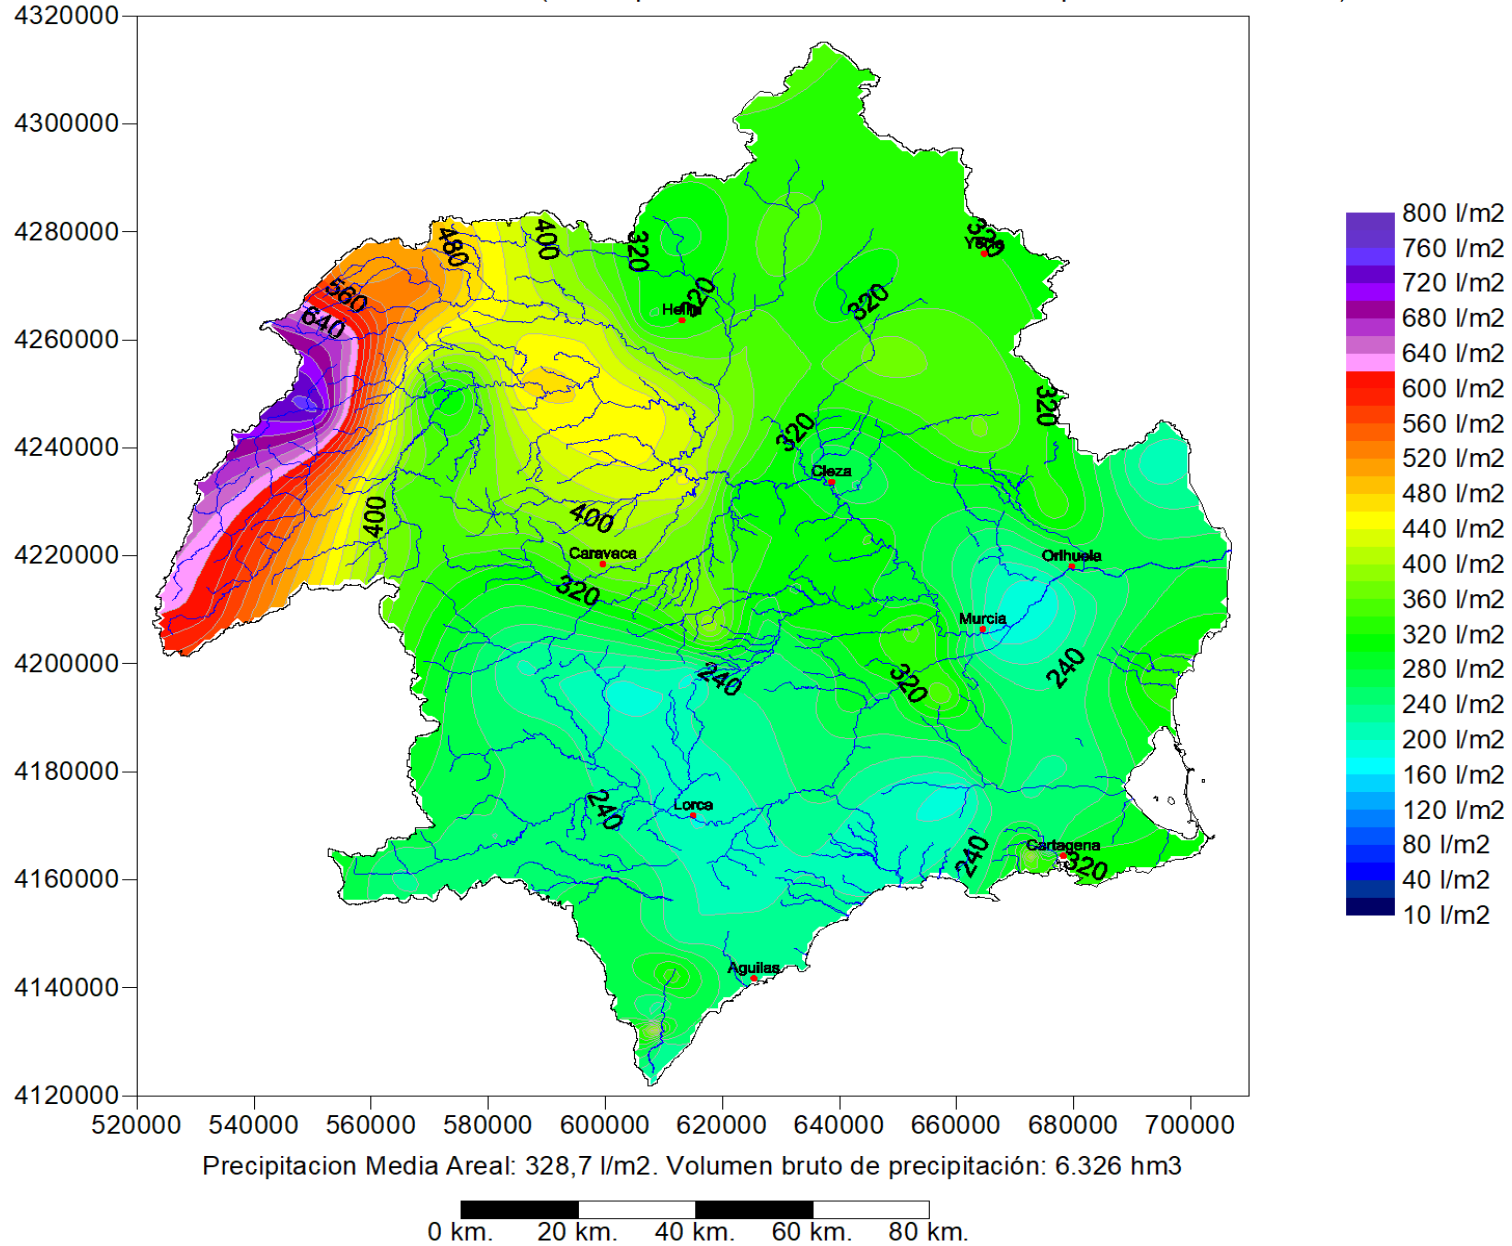 4320000
4300000
4280000
4260000
4240000
4220000
4200000
4180000
4160000
4140000
4120000
520000 540000 560000 580000 600000 620000 640000 660000 680000 700000
480
400
320
320
560
640
320
Hellín
320
320
320
Cieza
400
400
Caravaca
320
Orihuela
Murcia
240
240
320
240
Lorca
240
Cartagena
320
Aguilas
800 l/m2
760 l/m2
720 l/m2
680 l/m2
640 l/m2
600 l/m2
560 l/m2
520 l/m2
480 l/m2
440 l/m2
400 l/m2
360 l/m2
320 l/m2
280 l/m2
240 l/m2
200 l/m2
160 l/m2
120 l/m2
80 l/m2
40 l/m2
10 l/m2
Precipitacion Media Areal: 328,7 l/m2. Volumen bruto de precipitación: 6.326 hm3
0 km. 20 km. 40 km. 60 km. 80 km.